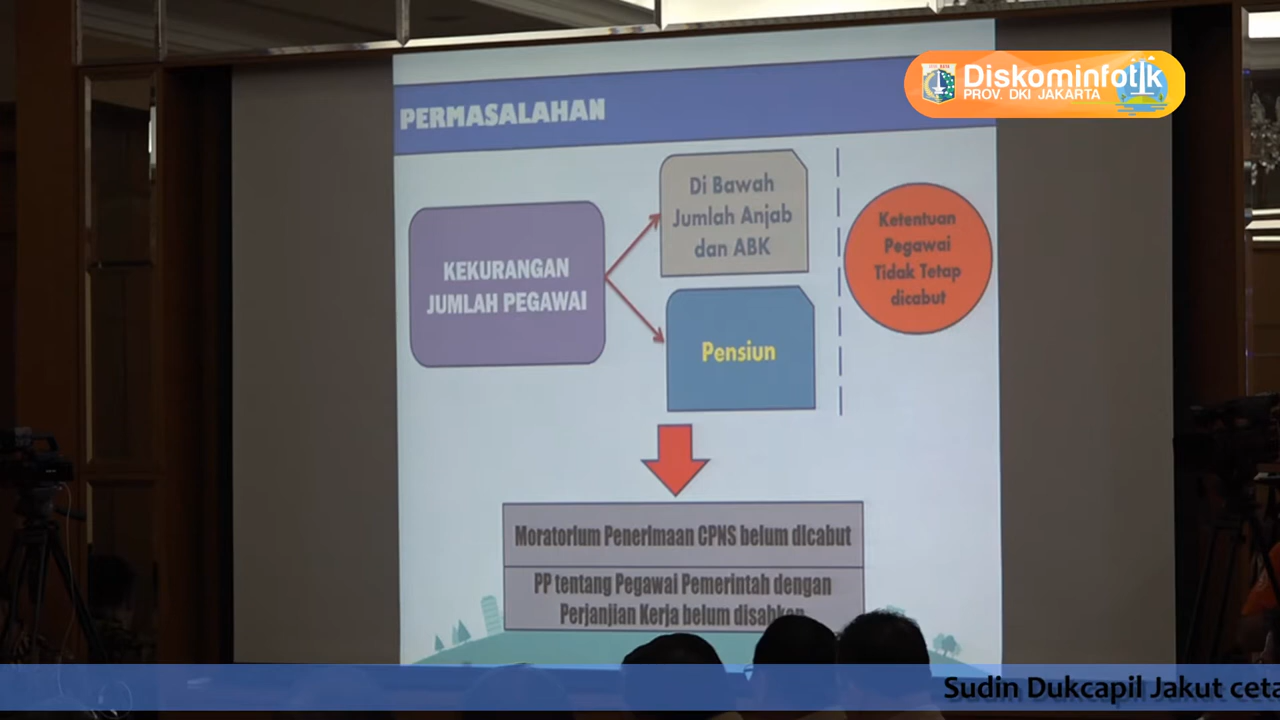 Diskominfotik
PROV. DKI JAKARTA
PERMASALAHAN
KEKURANGAN
JUMLAH PEGAWAI
Di Bawah
Jumlah Anjab
dan ABK
Pensiun
Ketentuan
Pegawai
Tidak Tetap
dicabut
Moratorium Penerimaan CPNS belum dicabut
PP tentang Pegawai Pemerintah dengan
Perjanjian Kerja belum disahkan
Sudin Dukcapil Jakut ceta